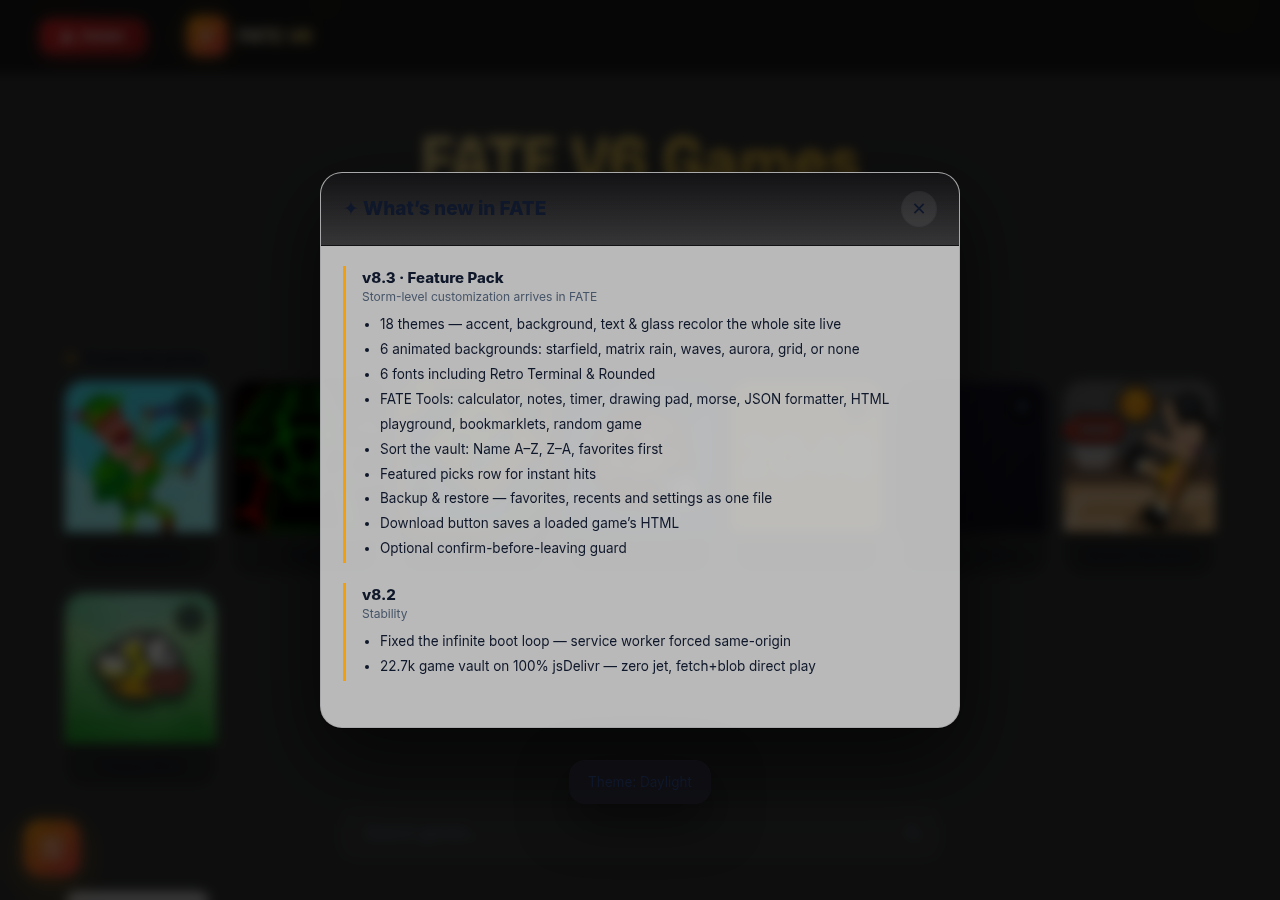 FATE V6
FATE V6 Games
✦ What’s new in FATE
✕
v8.3 · Feature Pack
Storm-level customization arrives in FATE
• 18 themes — accent, background, text & glass recolor the whole site live
• 6 animated backgrounds: starfield, matrix rain, waves, aurora, grid, or none
• 6 fonts including Retro Terminal & Rounded
• FATE Tools: calculator, notes, timer, drawing pad, morse, JSON formatter, HTML
playground, bookmarklets, random game
• Sort the vault: Name A–Z, Z–A, favorites first
• Featured picks row for instant hits
• Backup & restore — favorites, recents and settings as one file
• Download button saves a loaded game’s HTML
• Optional confirm-before-leaving guard
v8.2
Stability
• Fixed the infinite boot loop — service worker forced same-origin
• 22.7k game vault on 100% jsDelivr — zero jet, fetch+blob direct play
Theme: Daylight